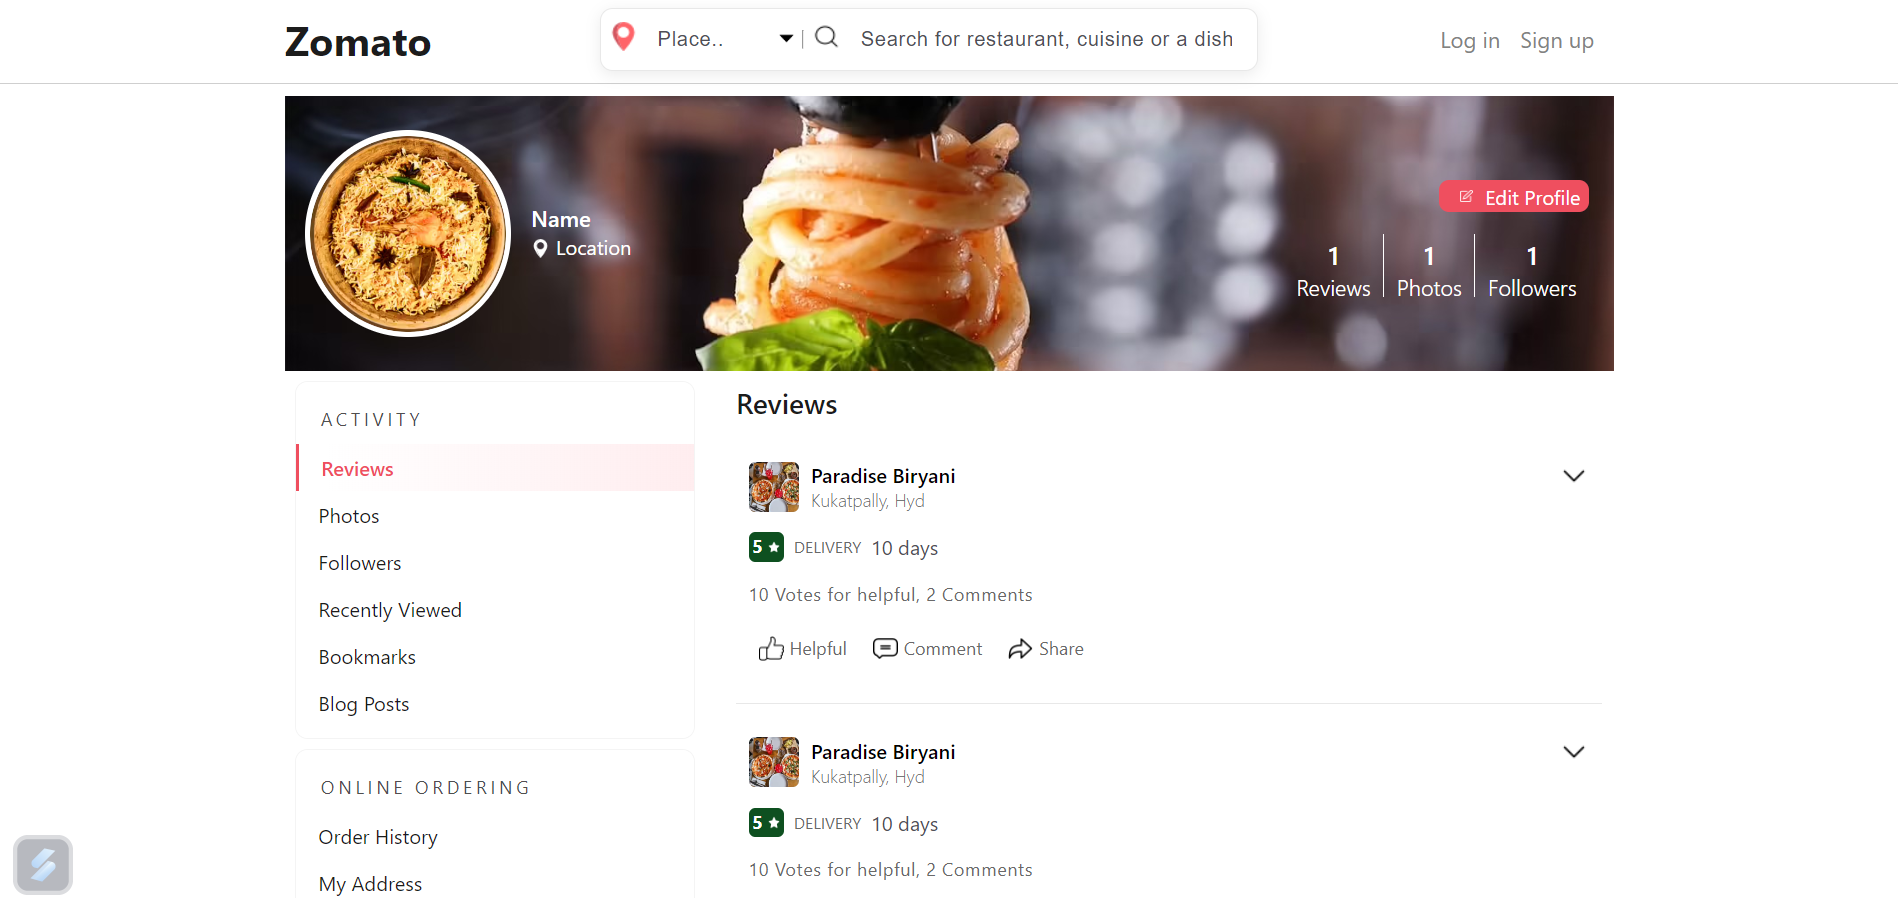 Zomato
Place..
Search for restaurant, cuisine or a dish
Log in
Sign up
Name
Location
Edit Profile
1
Reviews
1
Photos
1
Followers
ACTIVITY
Reviews
Photos
Followers
Recently Viewed
Bookmarks
Blog Posts
ONLINE ORDERING
Order History
My Address
Reviews
Paradise Biryani
Kukatpally, Hyd
5 ★ DELIVERY 10 days
10 Votes for helpful, 2 Comments
Helpful Comment Share
Paradise Biryani
Kukatpally, Hyd
5 ★ DELIVERY 10 days
10 Votes for helpful, 2 Comments